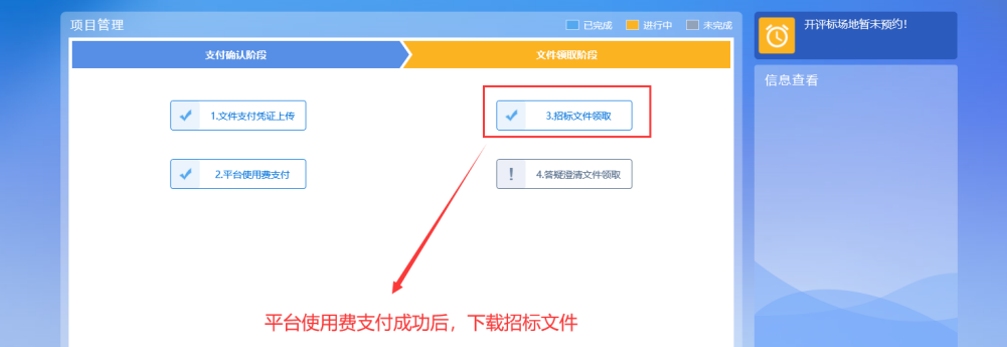 项目管理
已完成
进行中
未完成
开评标场地暂未预约!
支付确认阶段
文件领取阶段
信息查看
1.文件支付凭证上传
3.招标文件领取
2.平台使用费支付
4.答疑澄清文件领取
平台使用费支付成功后，下载招标文件